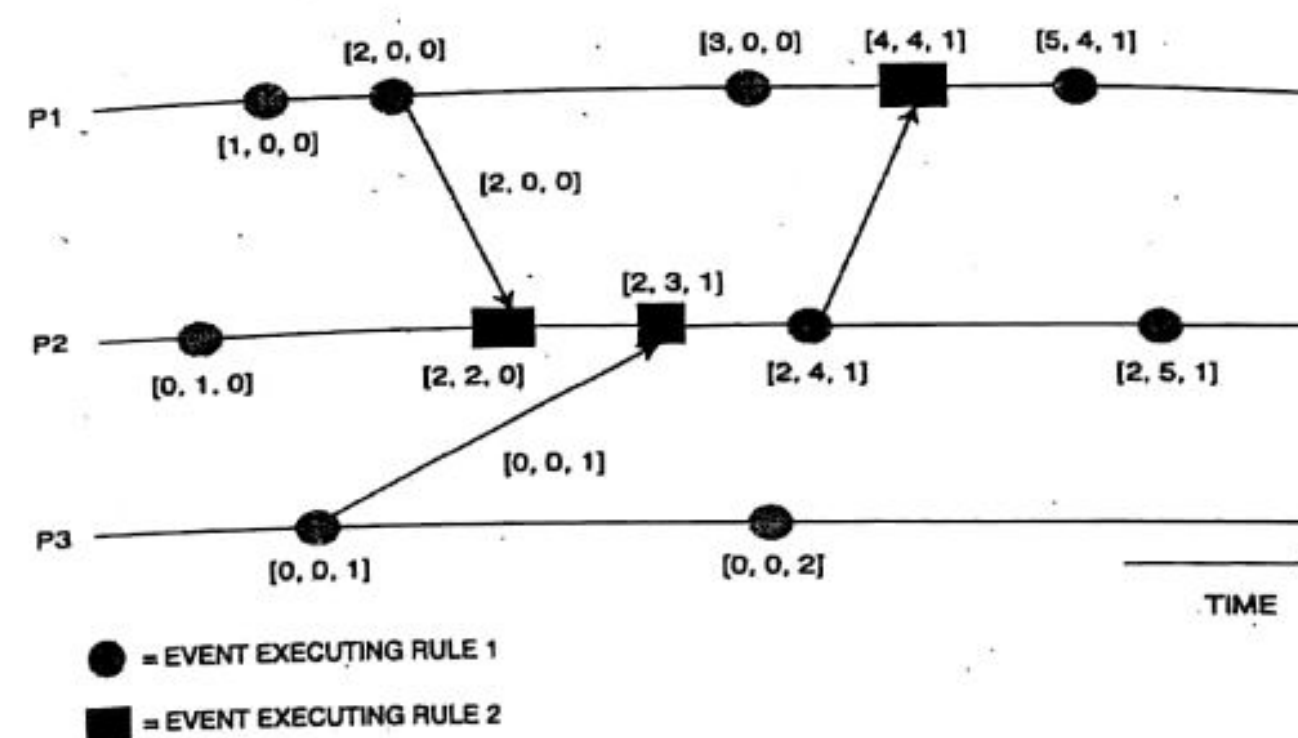 [2, 0, 0]
[3, 0, 0]
[4, 4, 1]
[5, 4, 1]
P1
[1, 0, 0]
[2, 0, 0]
[2, 3, 1]
P2
[0, 1, 0]
[2, 2, 0]
[2, 4, 1]
[2, 5, 1]
[0, 0, 1]
P3
[0, 0, 1]
[0, 0, 2]
TIME
= EVENT EXECUTING RULE 1
= EVENT EXECUTING RULE 2